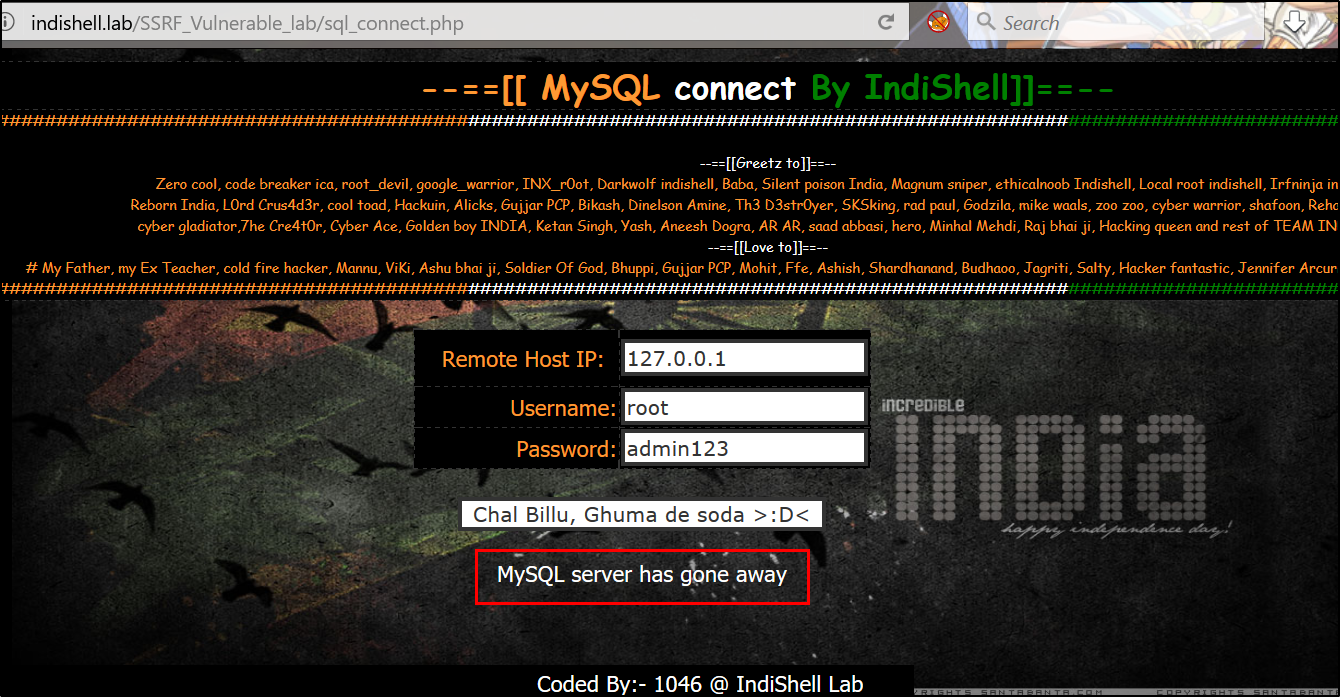 indishell.lab/SSRF_Vulnerable_lab/sql_connect.php
Search
--==[[ MySQL connect By IndiShell]]==--
--==[[Greetz to]]==--
Zero cool, code breaker ica, root_devil, google_warrior, INX_r0ot, Darkwolf indishell, Baba, Silent poison India, Magnum sniper, ethicalnoob Indishell, Local root indishell, Irfninja in
Reborn India, L0rd Crus4d3r, cool toad, Hackuin, Alicks, Gujjar PCP, Bikash, Dinelson Amine, Th3 D3str0yer, SKSking, rad paul, Godzila, mike waals, zoo zoo, cyber warrior, shafoon, Reha
cyber gladiator,7he Cre4t0r, Cyber Ace, Golden boy INDIA, Ketan Singh, Yash, Aneesh Dogra, AR AR, saad abbasi, hero, Minhal Mehdi, Raj bhai ji, Hacking queen and rest of TEAM IN
--==[[Love to]]==--
# My Father, my Ex Teacher, cold fire hacker, Mannu, ViKi, Ashu bhai ji, Soldier Of God, Bhuppi, Gujjar PCP, Mohit, Ffe, Ashish, Shardhanand, Budhaoo, Jagriti, Salty, Hacker fantastic, Jennifer Arcur
Remote Host IP: 127.0.0.1
Username: root
Password: admin123
INCREDIBLE
INDIA
happy independence day!
Chal Billu, Ghuma de soda >:D<
MySQL server has gone away
Coded By:- 1046 @ IndiShell Lab
COPYRIGHTS SANTABANTA.COM